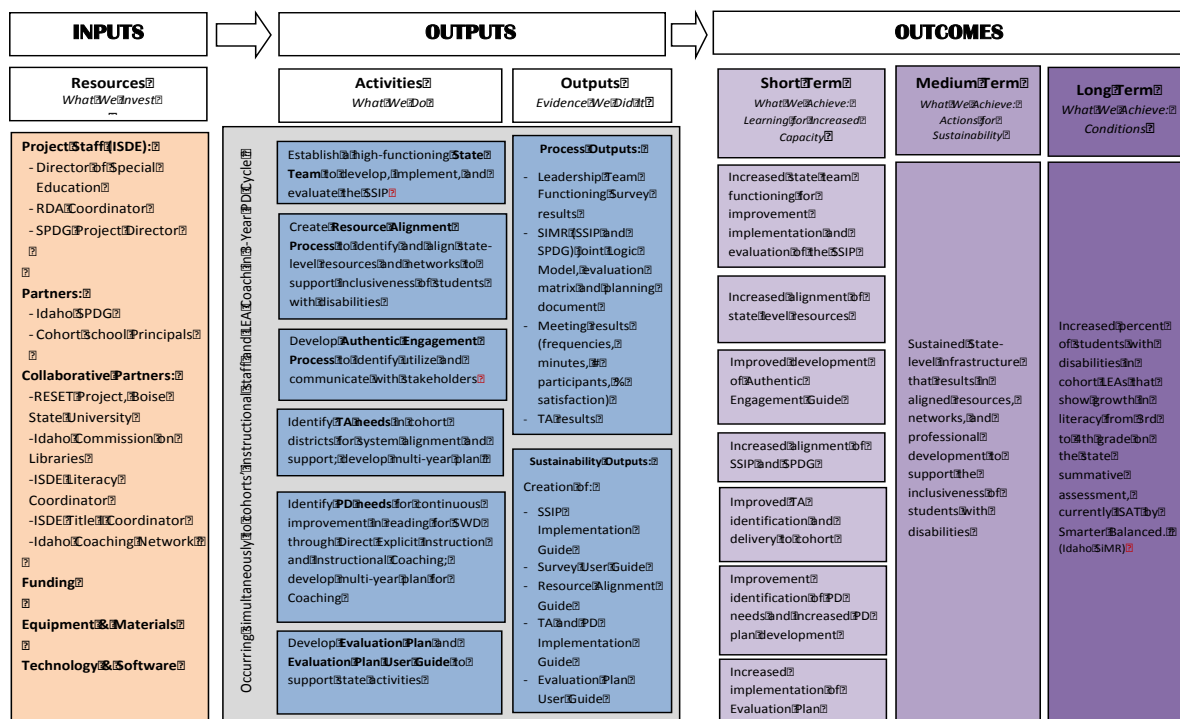 INPUTS
OUTPUTS
OUTCOMES
Resources
What We Invest
Activities
What We Do
Outputs
Evidence We Did It
Short Term
What We Achieve:
Learning for Increased
Capacity
Medium Term
What We Achieve:
Actions for
Sustainability
Long Term
What We Achieve:
Conditions
Project Staff (ISDE):
- Director of Special
Education
- RDA Coordinator
- SPDG Project Director
Partners:
- Idaho SPDG
- Cohort school Principals
Collaborative Partners:
-RESET Project, Boise
State University
-Idaho Commission on
Libraries
-ISDE Literacy
Coordinator
-ISDE Title I Coordinator
-Idaho Coaching Network
Funding
Equipment & Materials
Technology & Software
Occurring simultaneously to cohorts' instructional staff and LEA Coach in 3-Year PD Cycle
Establish a high-functioning State
Team to develop, implement, and
evaluate the SSIP
Create Resource Alignment
Process to identify and align state-
level resources and networks to
support inclusiveness of students
with disabilities
Develop Authentic Engagement
Process to identify utilize and
communicate with stakeholders
Identify TA needs in cohort
districts for system alignment and
support; develop multi-year plan
Identify PD needs for continuous
improvement in reading for SWD
through Direct Explicit Instruction
and Instructional Coaching;
develop multi-year plan for
Coaching
Develop Evaluation Plan and
Evaluation Plan User Guide to
support state activities
Process Outputs:
- Leadership Team
Functioning Survey
results
- SIMR (SSIP and
SPDG) Joint Logic
Model, evaluation
matrix and planning
document
- Meeting results
(frequencies,
minutes, #
participants, %
satisfaction)
- TA results
Sustainability Outputs:
Creation of:
- SSIP
Implementation
Guide
- Survey User Guide
- Resource Alignment
Guide
- TA and PD
Implementation
Guide
- Evaluation Plan
User Guide
Increased state team
functioning for
improvement
implementation and
evaluation of the SSIP
Increased alignment of
state level resources
Improved development
of Authentic
Engagement Guide
Increased alignment of
SSIP and SPDG
Improved TA
identification and
delivery to cohort
Improvement
identification of PD
needs and increased PD
plan development
Increased
implementation of
Evaluation Plan
Sustained State-
level Infrastructure
that results in
aligned resources,
networks, and
professional
development to
support the
inclusiveness of
students with
disabilities
Increased percent
of students with
disabilities in
cohort LEAs that
show growth in
literacy from 3rd
to 4th grade on
the state
summative
assessment,
currently ISAT by
Smarter Balanced.
(Idaho SiMR)